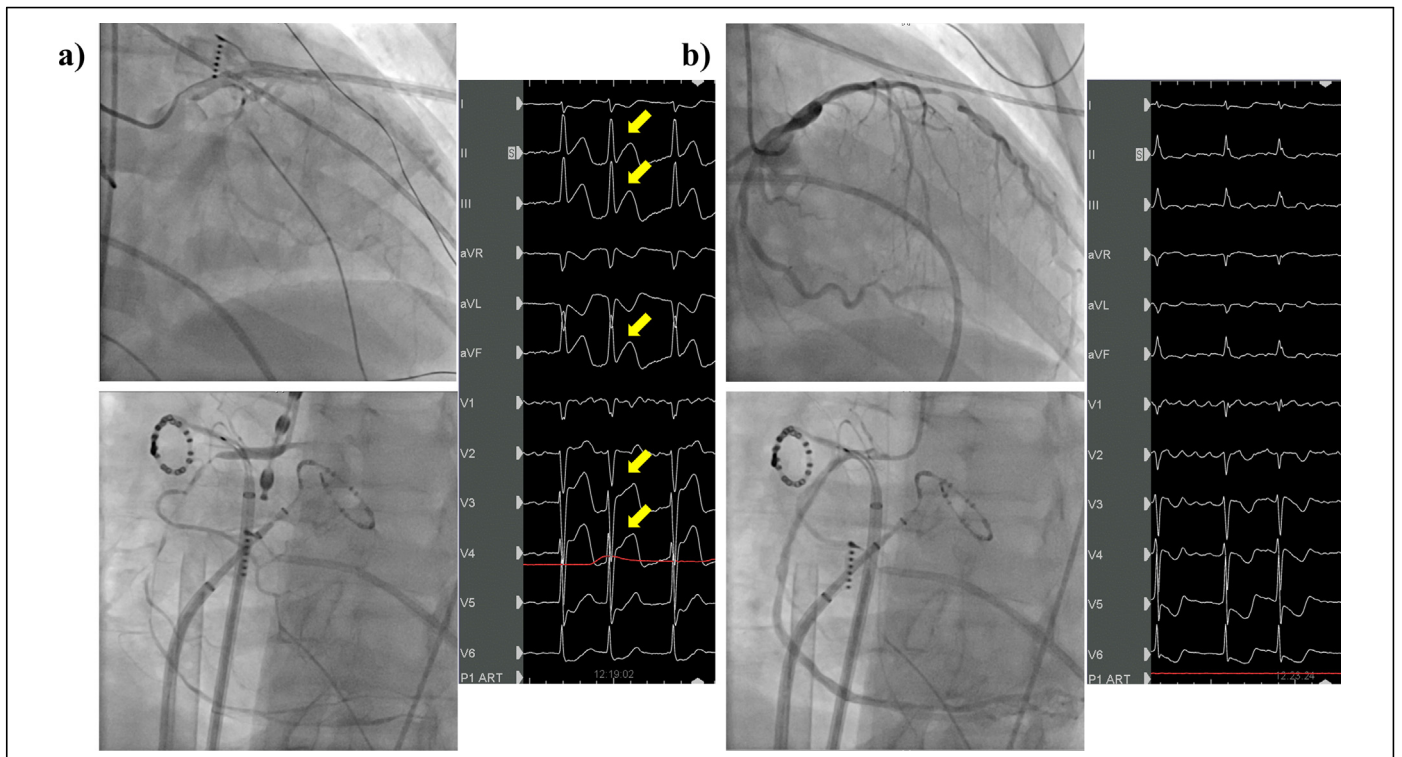 a)
I
II
S
III
aVR
aVL
aVF
V1
V2
V3
V4
V5
V6
P1 ART
12:19.02
b)
I
II
S
III
aVR
aVL
aVF
V1
V2
V3
V4
V5
V6
P1 ART
12:23.24